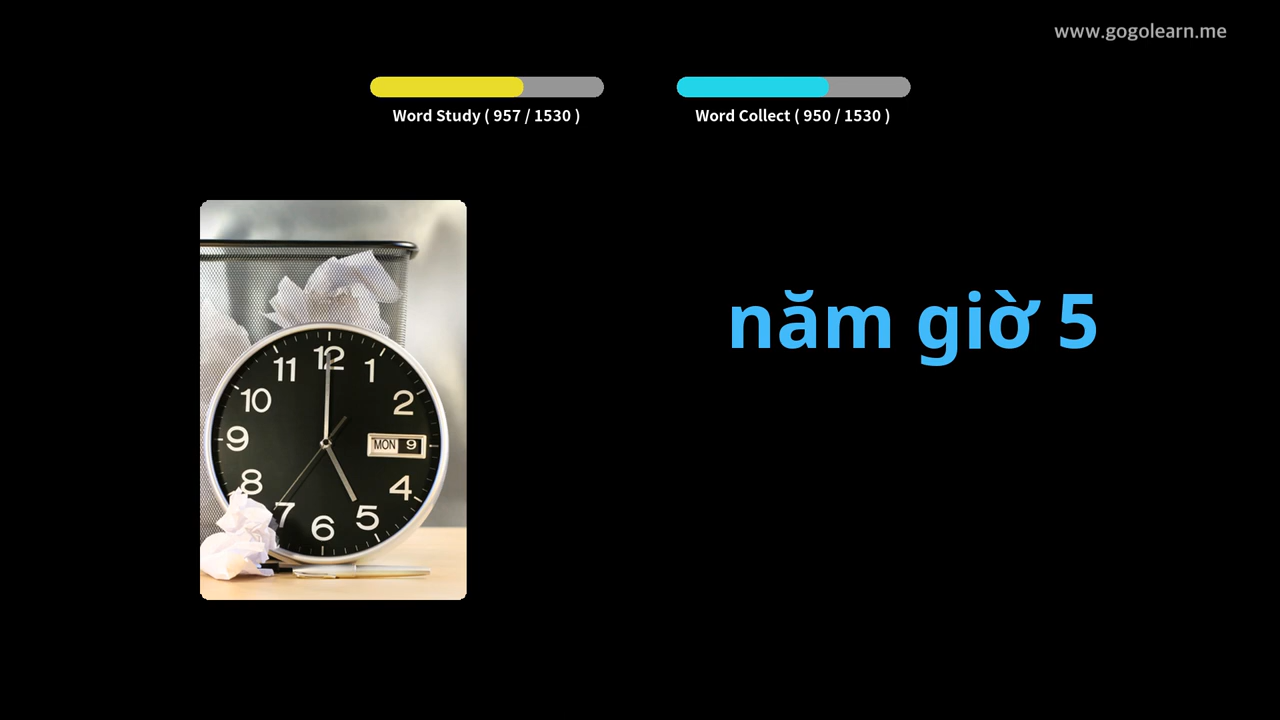 www.gogolearn.me
Word Study ( 957 / 1530 )
Word Collect ( 950 / 1530 )
năm giờ 5
12
11
1
10
2
9
MON 9
8
4
7
5
6